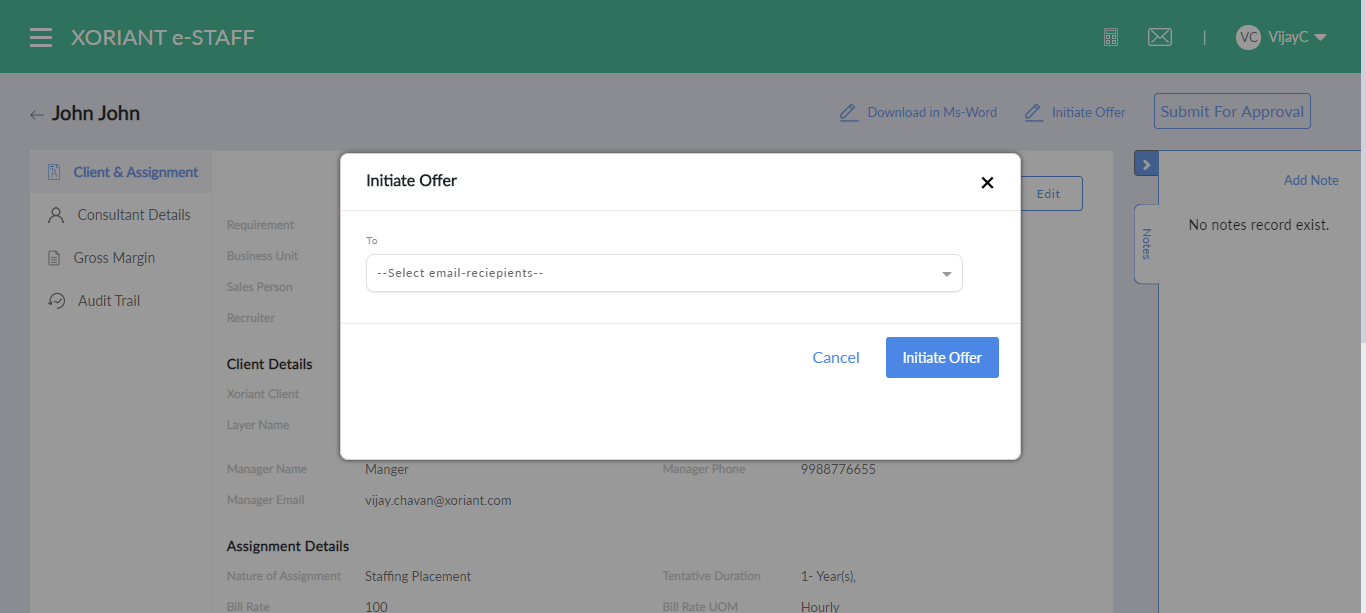 XORIANT e-STAFF
VC VijayC
John John
Download in Ms-Word
Initiate Offer
Submit For Approval
Client & Assignment
Consultant Details
Gross Margin
Audit Trail
Edit
Requirement
Business Unit
Sales Person
Recruiter
Client Details
Xoriant Client
Layer Name
Manager Name Manger Manager Phone 9988776655
Manager Email vijay.chavan@xoriant.com
Assignment Details
Nature of Assignment Staffing Placement Tentative Duration 1- Year(s),
Bill Rate 100 Bill Rate UOM Hourly
Initiate Offer
To
--Select email-reciepients--
Cancel Initiate Offer
Add Note
Notes
No notes record exist.